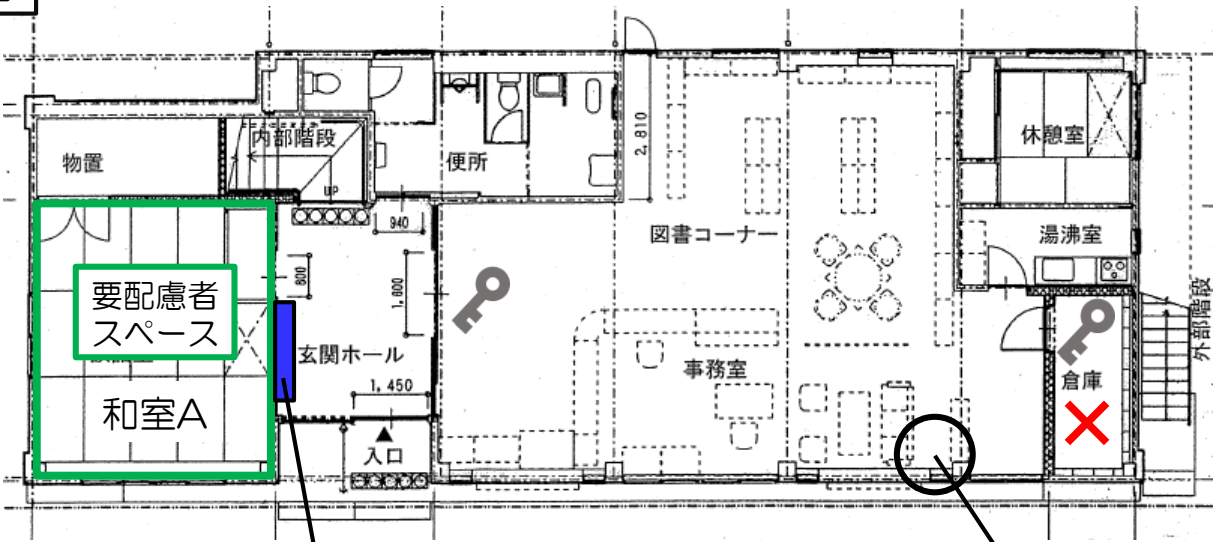 内部階段
物置
UP
便所
2,810
休憩室
940
図書コーナー
湯沸室
800
1,600
要配慮者
スペース
外部階段
玄関ホール
事務室
倉庫
1,450
和室A
入口